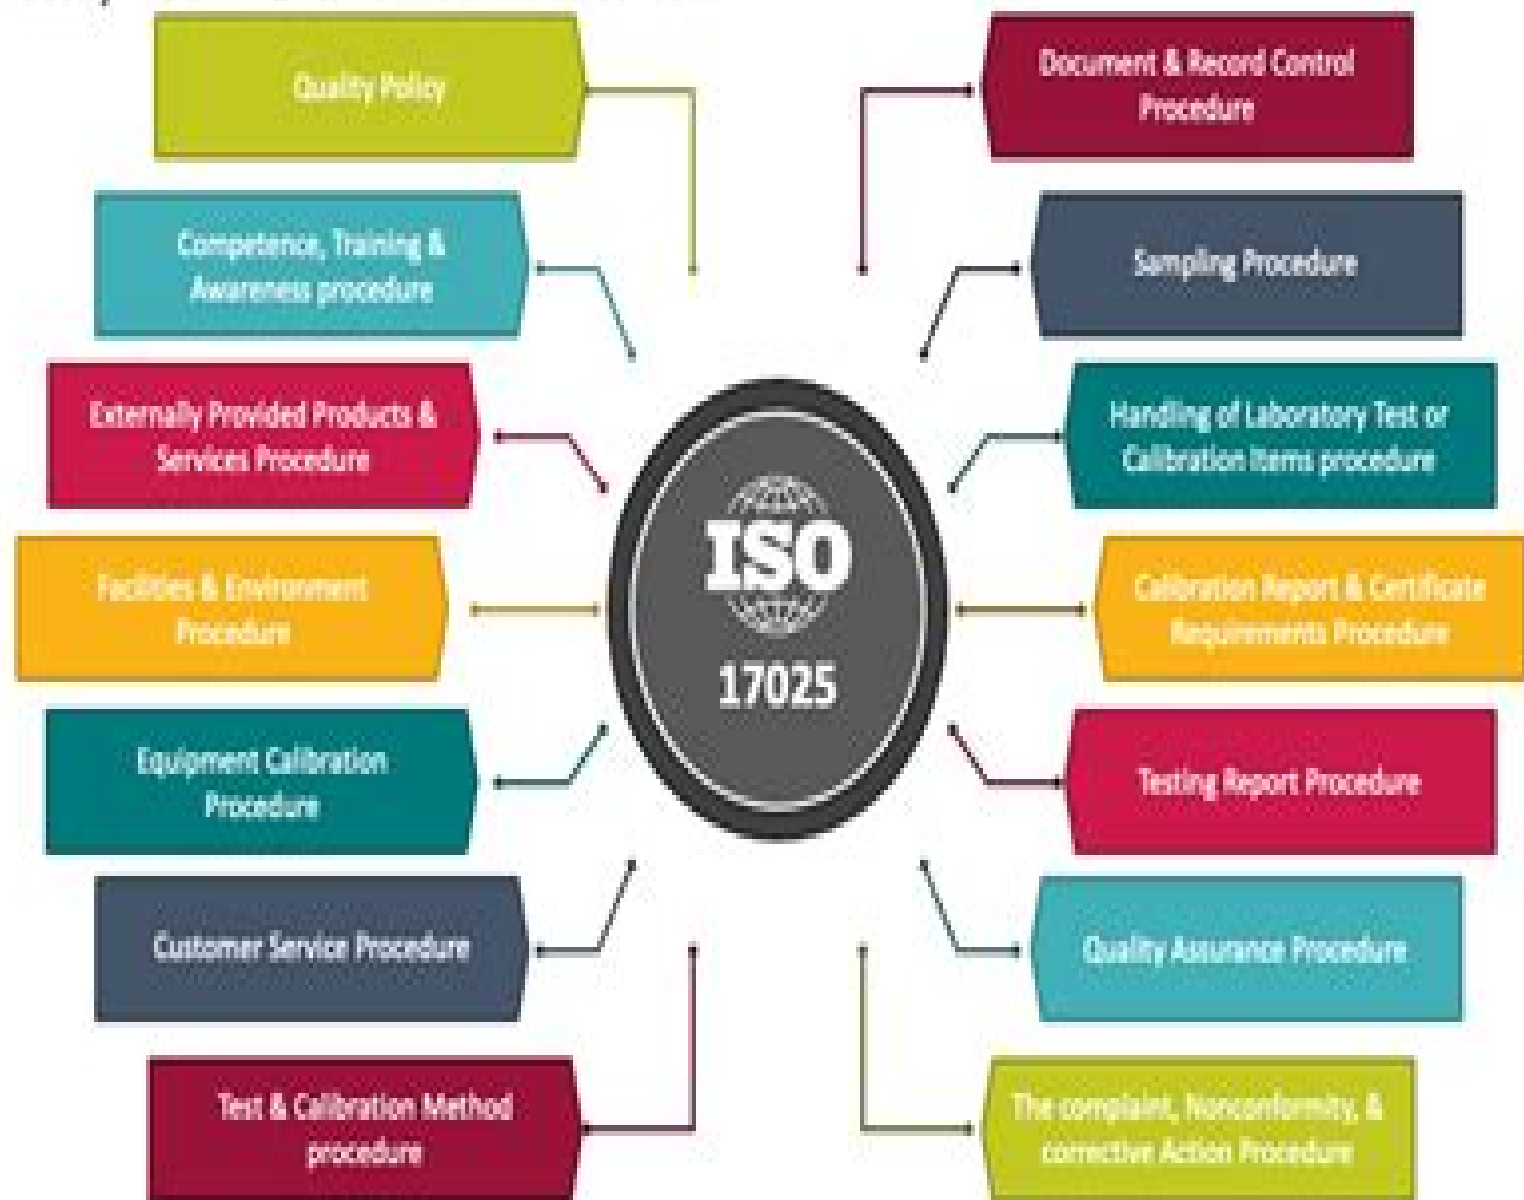 Quality Policy
Competence, Training &
Awareness procedure
Externally Provided Products &
Services Procedure
Facilities & Environment
Procedure
Equipment Calibration
Procedure
Customer Service Procedure
Test & Calibration Method
procedure
ISO
17025
Document & Record Control
Procedure
Sampling Procedure
Handling of Laboratory Test or
Calibration Items procedure
Calibration Report & Certificate
Requirements Procedure
Testing Report Procedure
Quality Assurance Procedure
The complaint, Nonconformity, &
corrective Action Procedure